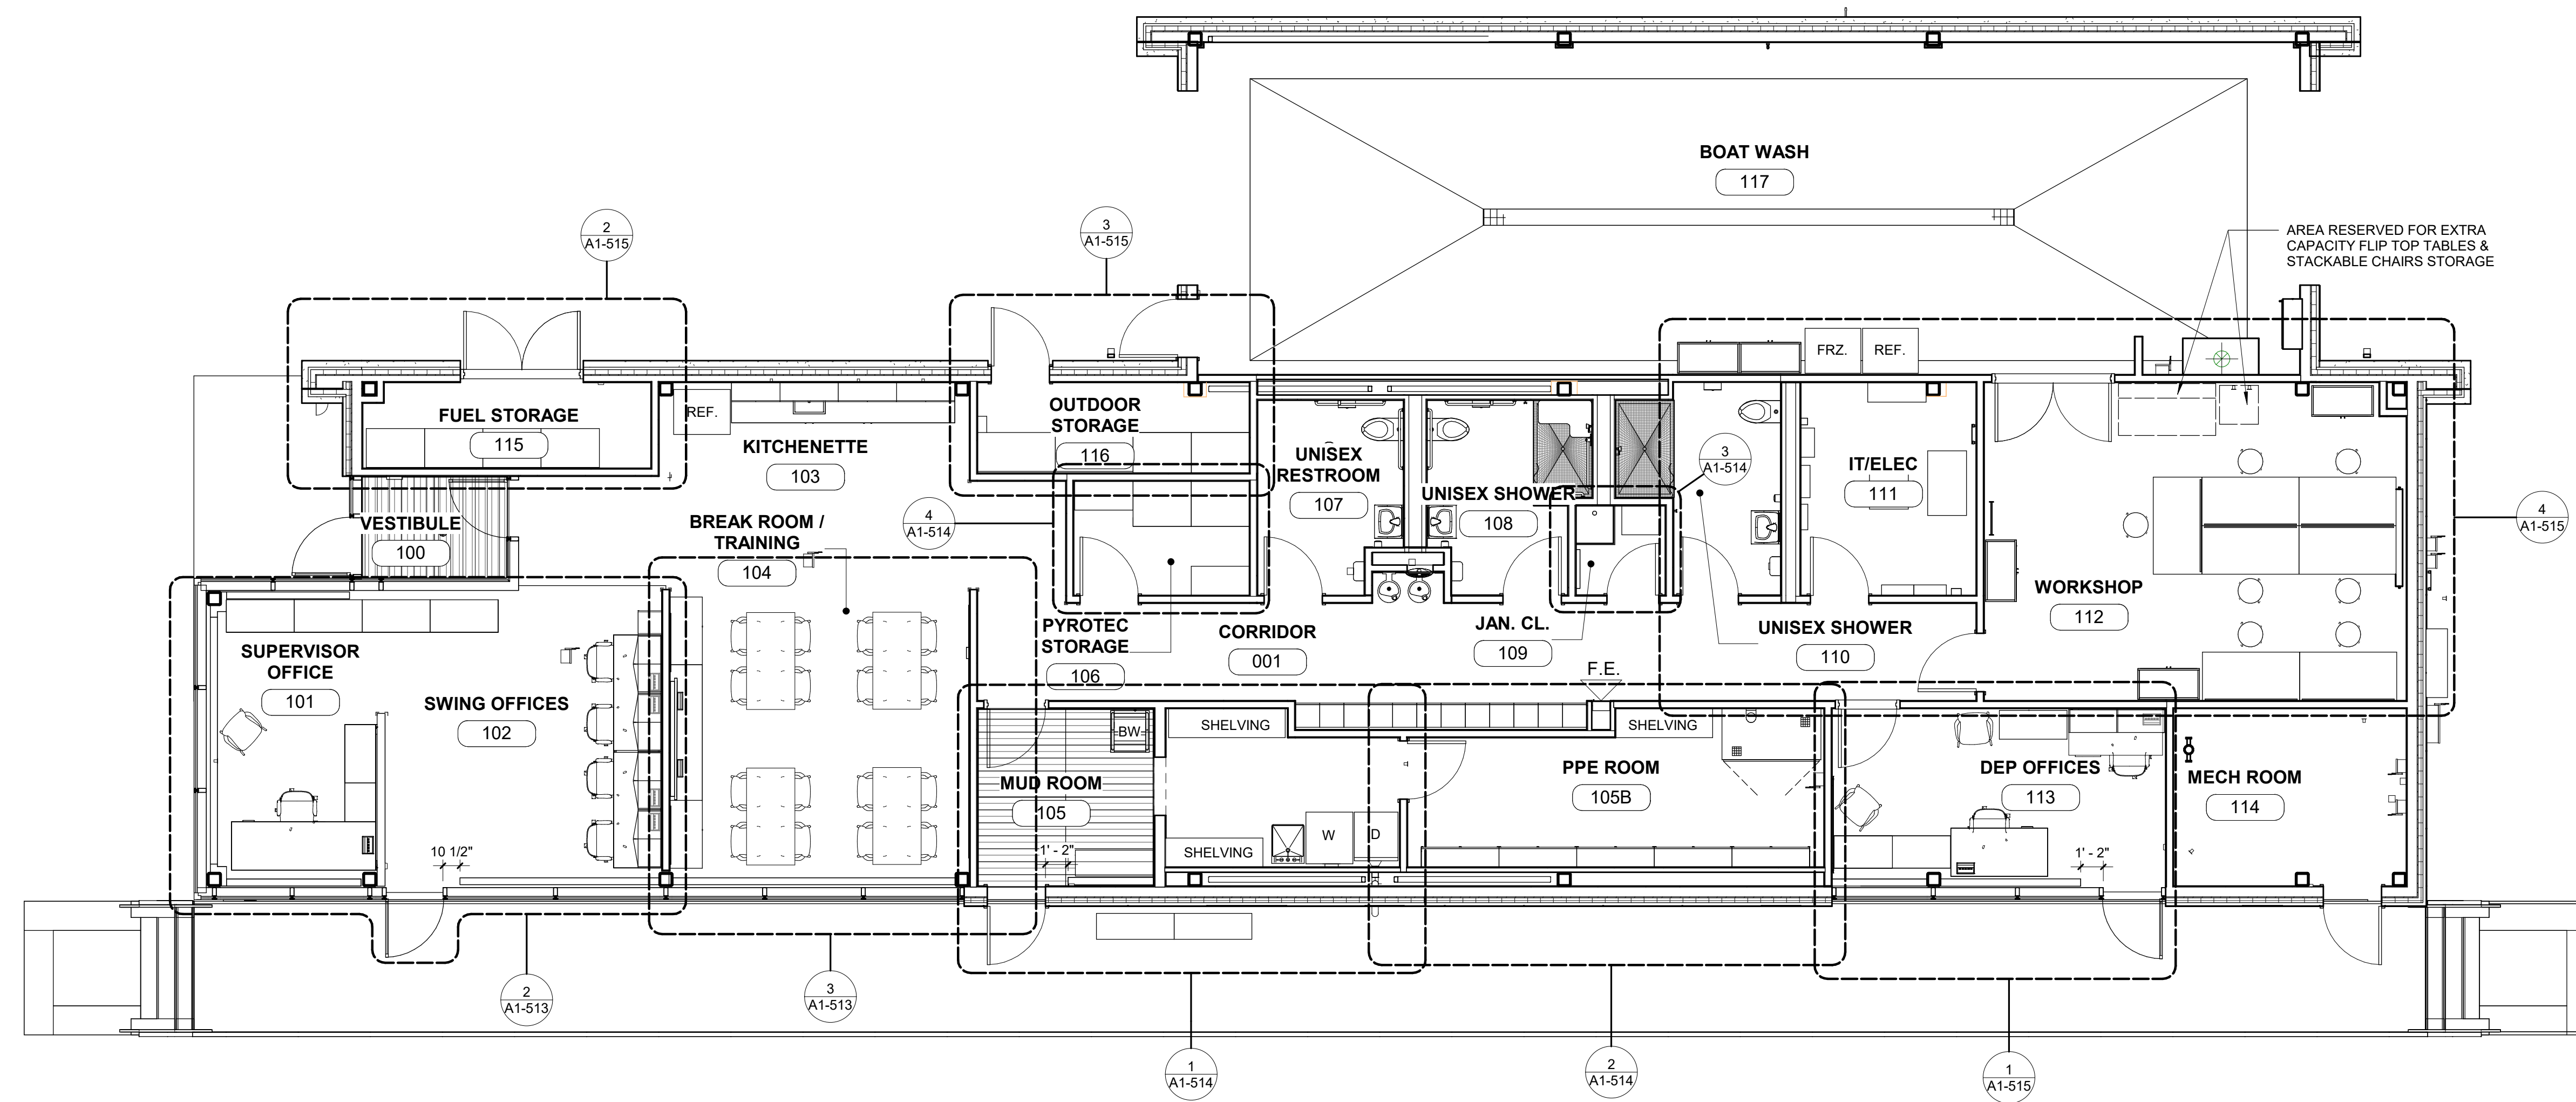 BOAT WASH
117
2
A1-515
3
A1-515
AREA RESERVED FOR EXTRA
CAPACITY FLIP TOP TABLES &
STACKABLE CHAIRS STORAGE
FRZ.
REF.
REF.
FUEL STORAGE
115
KITCHENETTE
103
OUTDOOR
STORAGE
116
UNISEX
RESTROOM
107
UNISEX SHOWER
108
3
A1-514
IT/ELEC
111
4
A1-515
VESTIBULE
100
BREAK ROOM /
TRAINING
104
4
A1-514
WORKSHOP
112
SUPERVISOR
OFFICE
101
SWING OFFICES
102
PYROTEC
STORAGE
106
CORRIDOR
001
JAN. CL.
109
UNISEX SHOWER
110
F.E.
SHELVING
BW
SHELVING
MUD ROOM
105
PPE ROOM
105B
DEP OFFICES
113
MECH ROOM
114
W
D
SHELVING
10 1/2"
1' - 2"
1' - 2"
2
A1-513
3
A1-513
1
A1-514
2
A1-514
1
A1-515